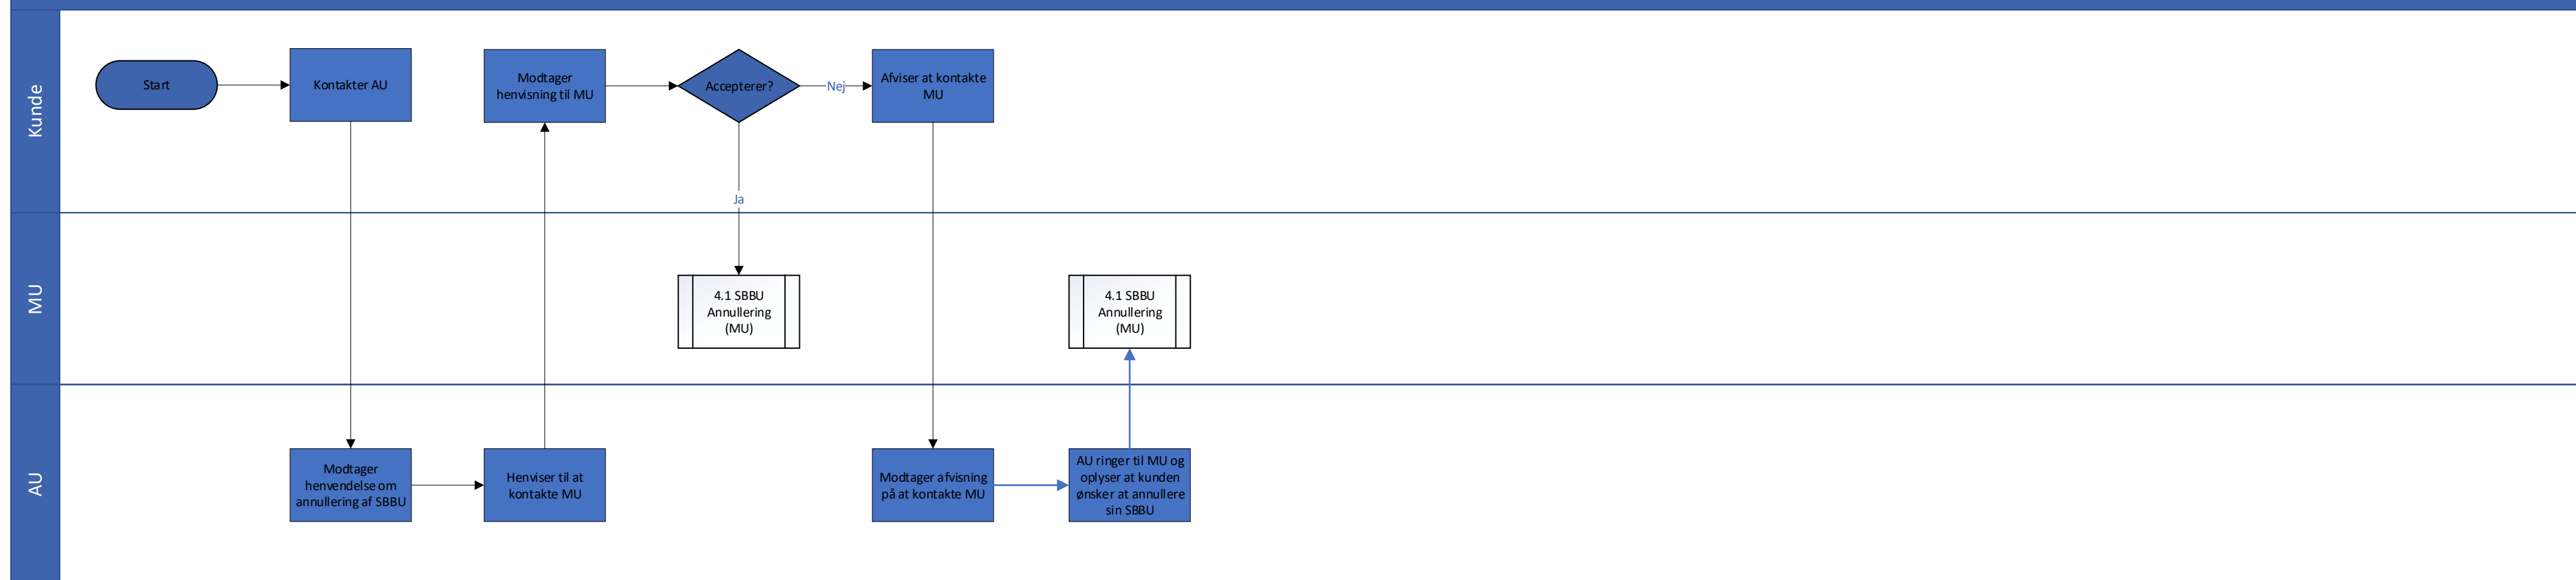 Kunde
Start
Kontakter AU
Modtager
henvisning til MU
Accepterer?
Nej
Afviser at kontakte
MU
Ja
MU
4.1 SBBU
Annullering
(MU)
4.1 SBBU
Annullering
(MU)
AU
Modtager
henvendelse om
annullering af SBBU
Henviser til at
kontakte MU
Modtager afvisning
på at kontakte MU
AU ringer til MU og
oplyser at kunden
ønsker at annullere
sin SBBU